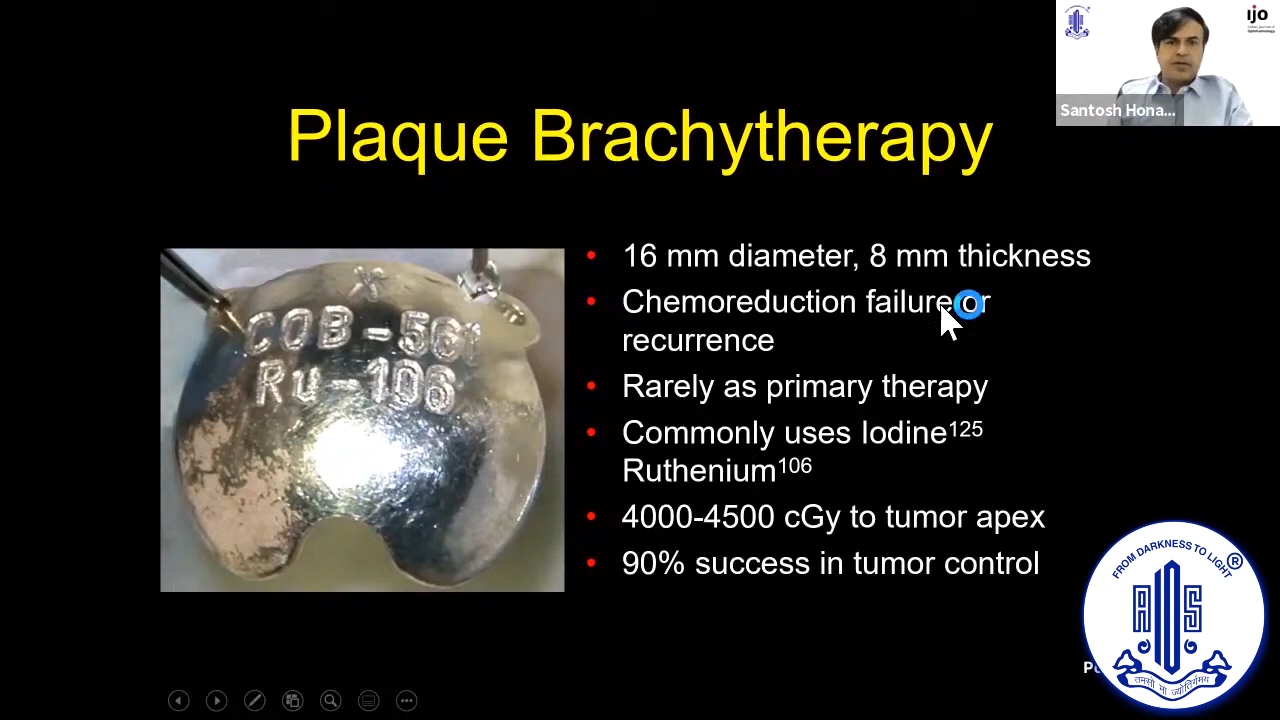 ijo
Santosh Hona...
Plaque Brachytherapy
COB-561
Ru-106
• 16 mm diameter, 8 mm thickness
• Chemoreduction failure or
recurrence
• Rarely as primary therapy
• Commonly uses Iodine¹²⁵
Ruthenium¹⁰⁶
• 4000-4500 cGy to tumor apex
• 90% success in tumor control
FROM DARKNESS TO LIGHT
®
AIOS
तमसो मा ज्योतिर्गमय